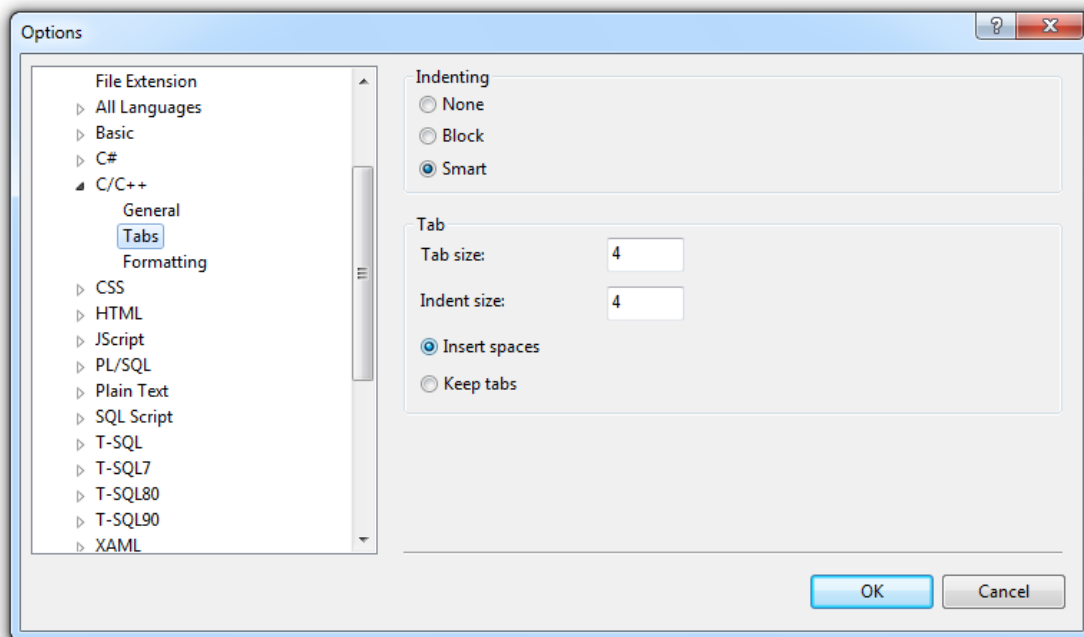 Options
?
X
File Extension
All Languages
Basic
C#
C/C++
General
Tabs
Formatting
CSS
HTML
JScript
PL/SQL
Plain Text
SQL Script
T-SQL
T-SQL7
T-SQL80
T-SQL90
XAML
Indenting
None
Block
Smart
Tab
Tab size: 4
Indent size: 4
Insert spaces
Keep tabs
OK Cancel